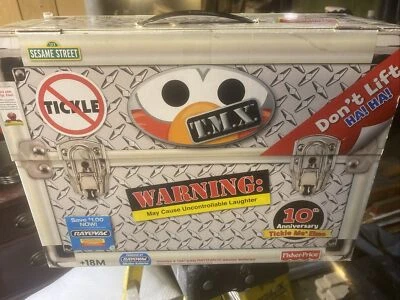 SESAME STREET
TICKLE
T.M.X.
Don't Lift
HA! HA!
WARNING:
May Cause Uncontrollable Laughter
Save $1.00
NOW!
RAYOVAC
+18M
RAYOVAC
10th
Anniversary
Tickle Me Elmo
Fisher-Price